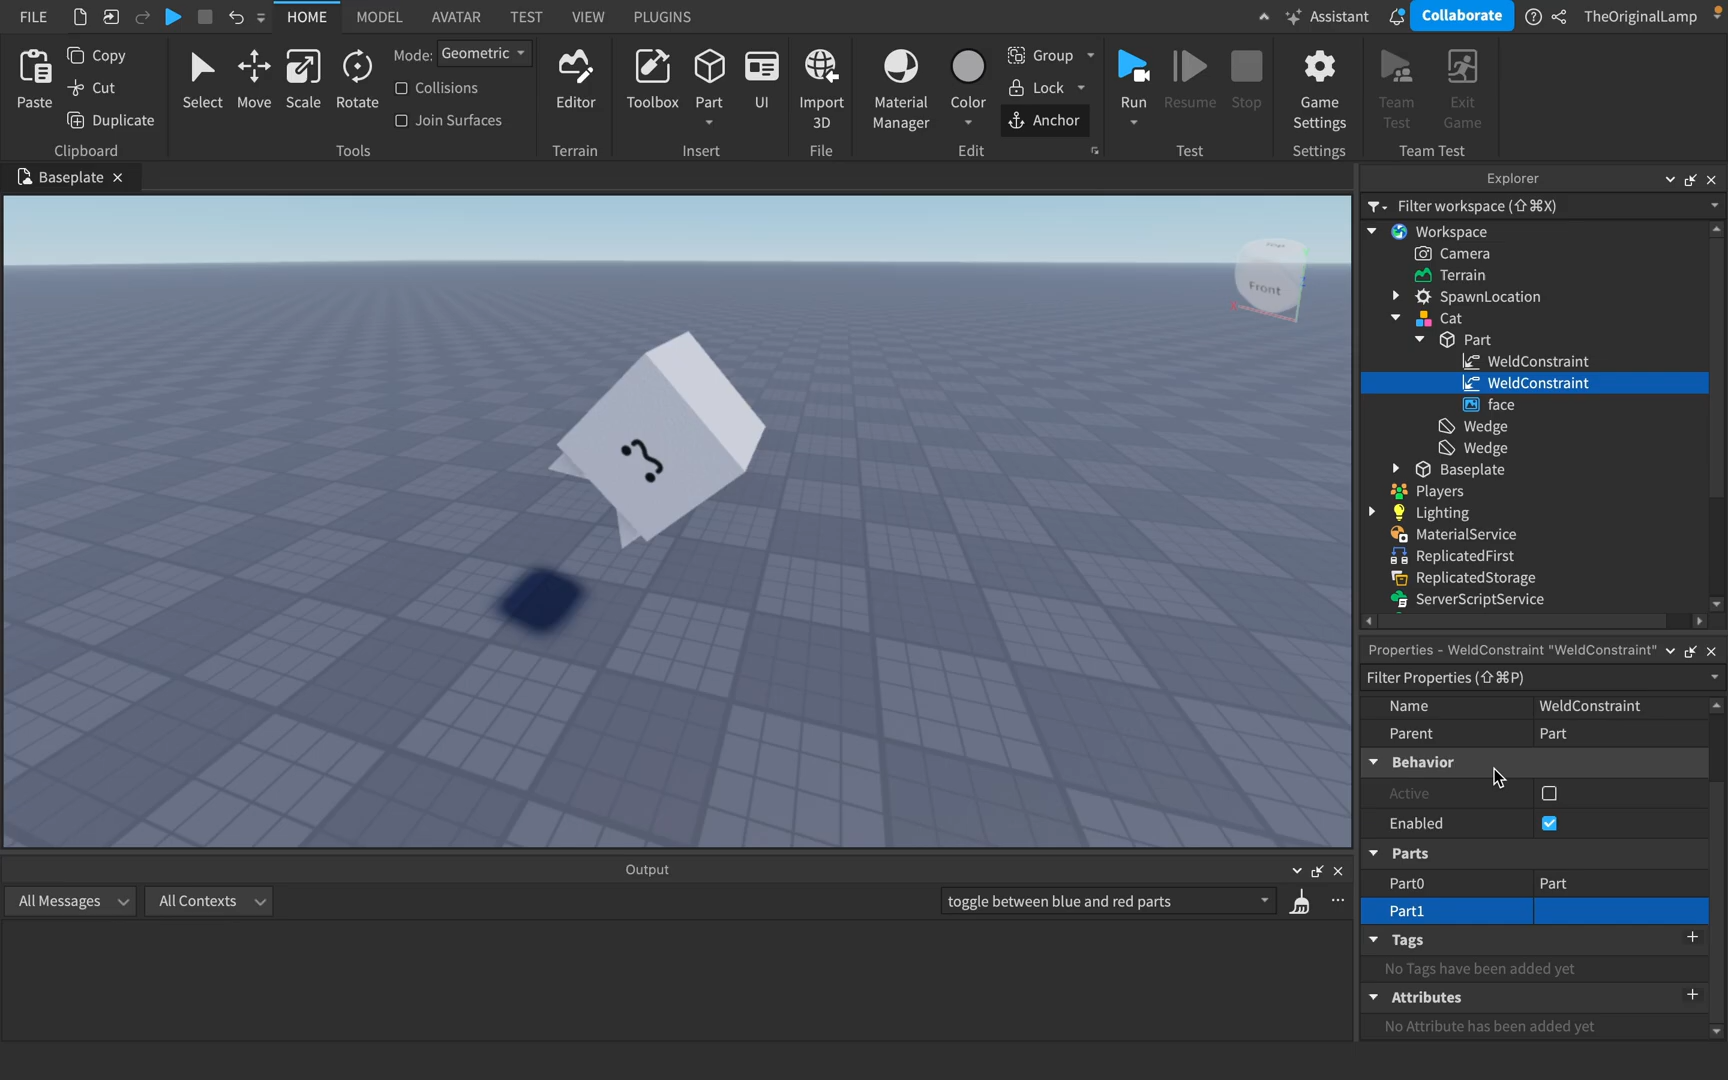 FILE HOME MODEL AVATAR TEST VIEW PLUGINS Assistant Collaborate TheOriginalLamp
Paste Copy Cut Duplicate Clipboard
Select Move Scale Rotate Mode: Geometric Collisions Join Surfaces Tools
Editor Terrain
Toolbox Part UI Insert
Import 3D File
Material Manager Color Group Lock Anchor Edit
Run Resume Stop Test
Game Settings Settings
Team Test Exit Game Team Test
Baseplate
Front
Explorer
Filter workspace (⇧⌘X)
Workspace
Camera
Terrain
SpawnLocation
Cat
Part
WeldConstraint
WeldConstraint
face
Wedge
Wedge
Baseplate
Players
Lighting
MaterialService
ReplicatedFirst
ReplicatedStorage
ServerScriptService
Properties - WeldConstraint "WeldConstraint"
Filter Properties (⇧⌘P)
Name WeldConstraint
Parent Part
Behavior
Active
Enabled
Parts
Part0 Part
Part1
Tags
No Tags have been added yet
Attributes
No Attribute has been added yet
Output
All Messages All Contexts toggle between blue and red parts